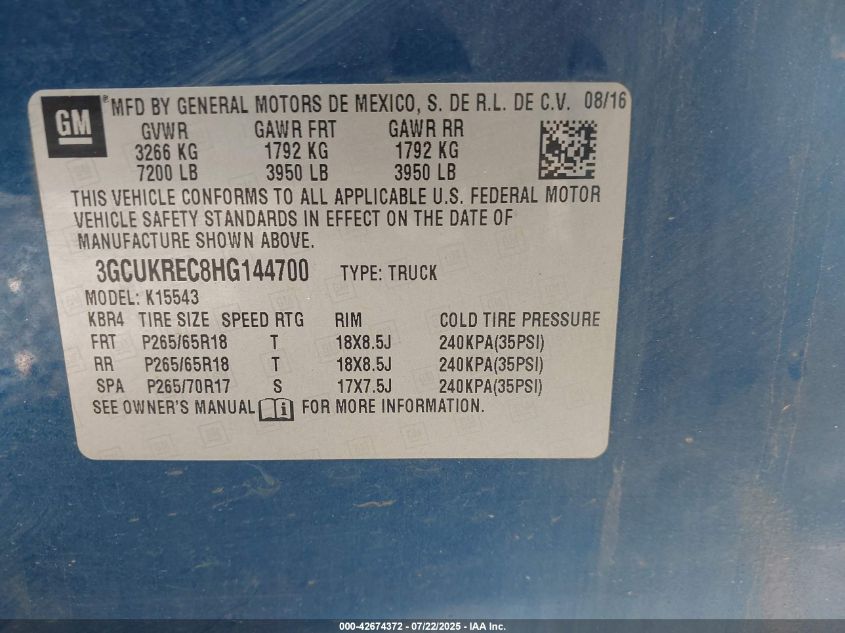 GM
® MFD BY GENERAL MOTORS DE MEXICO, S. DE R.L. DE C.V. 08/16
GVWR GAWR FRT GAWR RR
3266 KG 1792 KG 1792 KG
7200 LB 3950 LB 3950 LB
THIS VEHICLE CONFORMS TO ALL APPLICABLE U.S. FEDERAL MOTOR
VEHICLE SAFETY STANDARDS IN EFFECT ON THE DATE OF
MANUFACTURE SHOWN ABOVE.
3GCUKREC8HG144700 TYPE: TRUCK
MODEL: K15543
KBR4 TIRE SIZE SPEED RTG RIM COLD TIRE PRESSURE
FRT P265/65R18 T 18X8.5J 240KPA(35PSI)
RR P265/65R18 T 18X8.5J 240KPA(35PSI)
SPA P265/70R17 S 17X7.5J 240KPA(35PSI)
SEE OWNER'S MANUAL i FOR MORE INFORMATION.
000-42674372 / 07/22/2025 - IAA Inc.